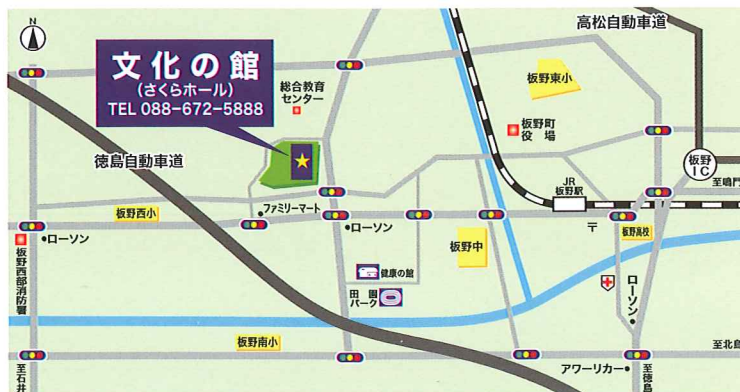 N
高松自動車道
文化の館
(さくらホール)
TEL 088-672-5888
総合教育
センター
板野東小
板野町
役場
徳島自動車道
板野
IC
至鳴門
JR
板野駅
ファミリーマート
板野西小
ローソン
ローソン
板野中
〒
板野高校
板野西部消防署
健康の館
田園
パーク
ローソン
板野南小
至北島
アワーリカー
至石井
至徳島